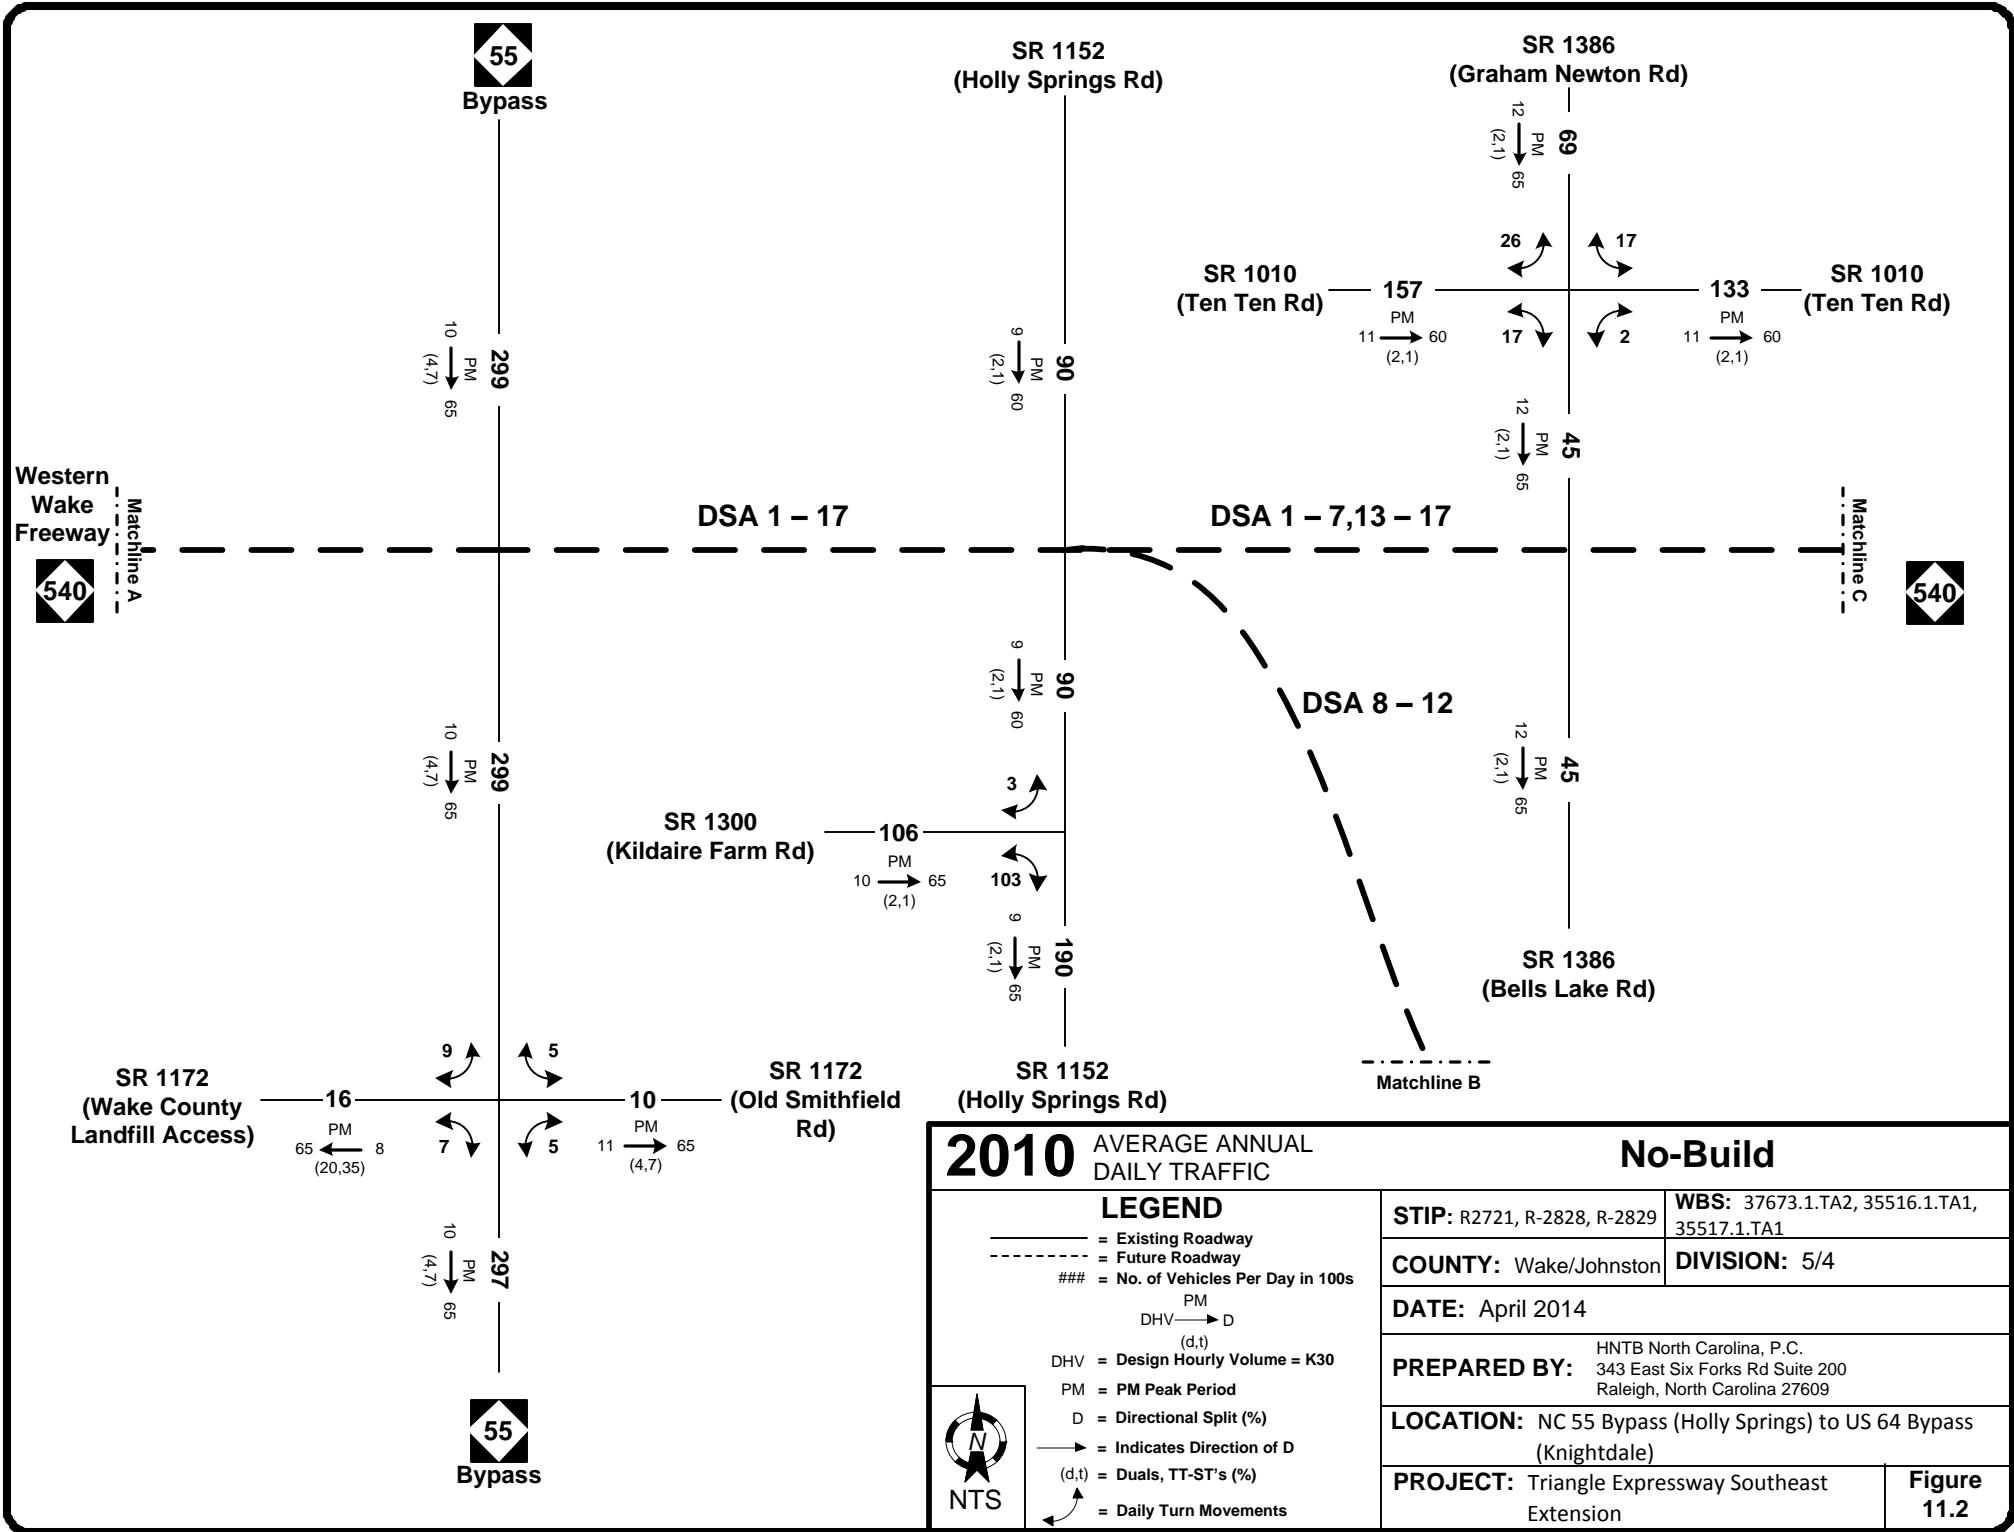 55
Bypass
SR 1152
(Holly Springs Rd)
SR 1386
(Graham Newton Rd)
12
PM
(2,1)
65
69
26
17
SR 1010
(Ten Ten Rd)
157
PM
11
60
(2,1)
17
2
133
PM
11
60
(2,1)
SR 1010
(Ten Ten Rd)
10
PM
(4,7)
65
299
9
PM
(2,1)
60
90
12
PM
(2,1)
65
45
Western
Wake
Freeway
540
Matchline A
DSA 1 – 17
DSA 1 – 7,13 – 17
Matchline C
540
9
PM
(2,1)
60
90
DSA 8 – 12
10
PM
(4,7)
65
299
12
PM
(2,1)
65
45
3
SR 1300
(Kildaire Farm Rd)
106
PM
10
65
(2,1)
103
9
PM
(2,1)
65
190
SR 1386
(Bells Lake Rd)
SR 1152
(Holly Springs Rd)
Matchline B
9
5
SR 1172
(Wake County
Landfill Access)
16
PM
65
8
(20,35)
7
5
10
PM
11
65
(4,7)
SR 1172
(Old Smithfield
Rd)
10
PM
(4,7)
65
297
55
Bypass
2010 AVERAGE ANNUAL
DAILY TRAFFIC
No-Build
LEGEND
= Existing Roadway
= Future Roadway
### = No. of Vehicles Per Day in 100s
PM
DHV D
(d,t)
DHV = Design Hourly Volume = K30
PM = PM Peak Period
D = Directional Split (%)
= Indicates Direction of D
(d,t) = Duals, TT-ST's (%)
= Daily Turn Movements
N
NTS
STIP: R2721, R-2828, R-2829
WBS: 37673.1.TA2, 35516.1.TA1,
35517.1.TA1
COUNTY: Wake/Johnston
DIVISION: 5/4
DATE: April 2014
PREPARED BY: HNTB North Carolina, P.C.
343 East Six Forks Rd Suite 200
Raleigh, North Carolina 27609
LOCATION: NC 55 Bypass (Holly Springs) to US 64 Bypass
(Knightdale)
PROJECT: Triangle Expressway Southeast
Extension
Figure
11.2